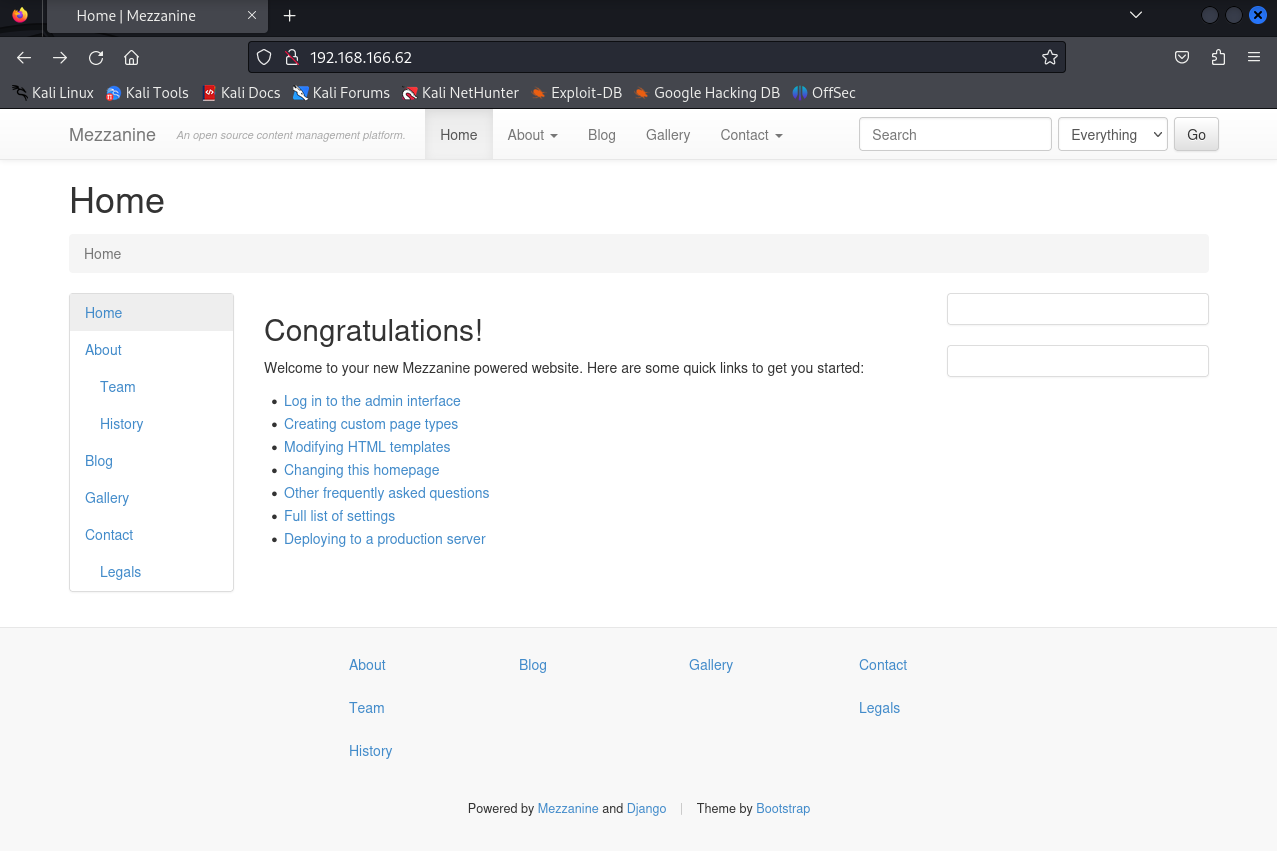 Home | Mezzanine
192.168.166.62
Kali Linux Kali Tools Kali Docs Kali Forums Kali NetHunter Exploit-DB Google Hacking DB OffSec
Mezzanine An open source content management platform. Home About Blog Gallery Contact Search Everything Go
Home
Home
Home
About
Team
History
Blog
Gallery
Contact
Legals
Congratulations!
Welcome to your new Mezzanine powered website. Here are some quick links to get you started:
Log in to the admin interface
Creating custom page types
Modifying HTML templates
Changing this homepage
Other frequently asked questions
Full list of settings
Deploying to a production server
About Blog Gallery Contact
Team Legals
History
Powered by Mezzanine and Django | Theme by Bootstrap